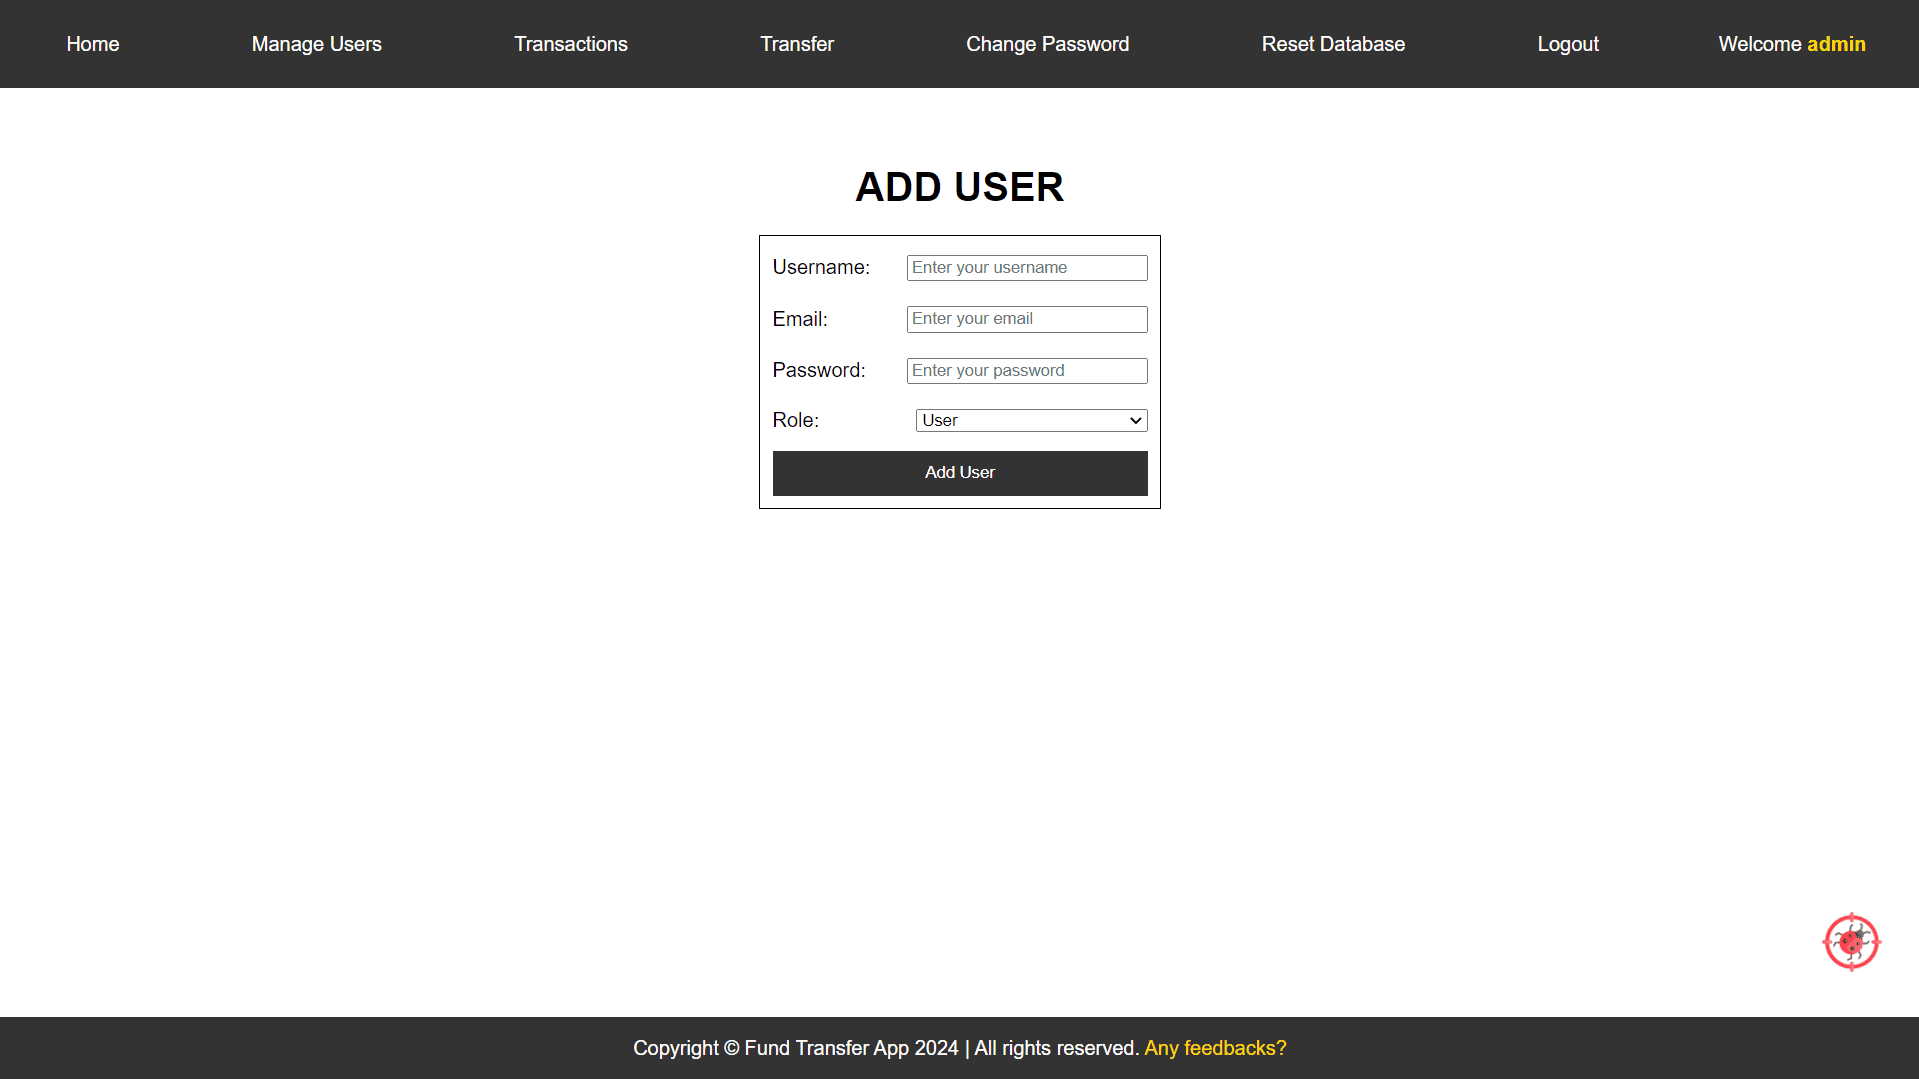 Home Manage Users Transactions Transfer Change Password Reset Database Logout Welcome admin
ADD USER
Username: Enter your username
Email: Enter your email
Password: Enter your password
Role: User
Add User
Copyright © Fund Transfer App 2024 | All rights reserved. Any feedbacks?